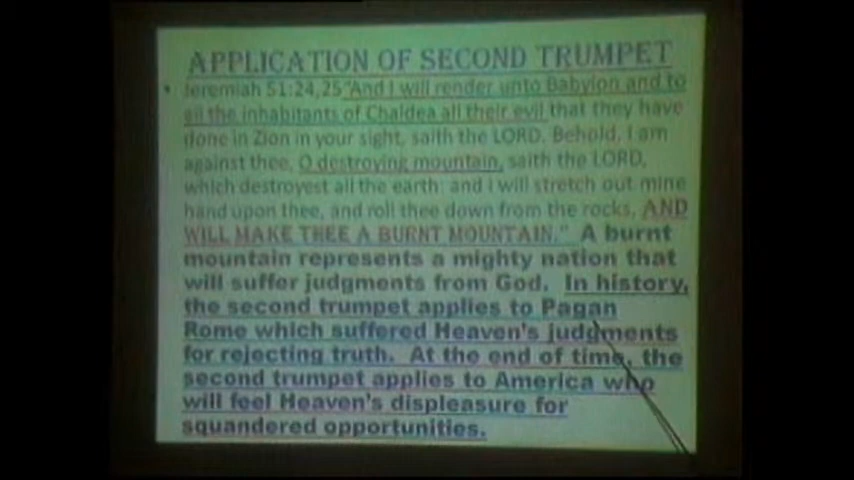 APPLICATION OF SECOND TRUMPET
• Jeremiah 51:24,25"And I will render unto Babylon and to
all the inhabitants of Chaldea all their evil that they have
done in Zion in your sight, saith the LORD. Behold, I am
against thee, O destroying mountain, saith the LORD,
which destroyest all the earth: and I will stretch out mine
hand upon thee, and roll thee down from the rocks, AND
WILL MAKE THEE A BURNT MOUNTAIN." A burnt
mountain represents a mighty nation that
will suffer judgments from God. In history,
the second trumpet applies to Pagan
Rome which suffered Heaven's judgments
for rejecting truth. At the end of time, the
second trumpet applies to America who
will feel Heaven's displeasure for
squandered opportunities.